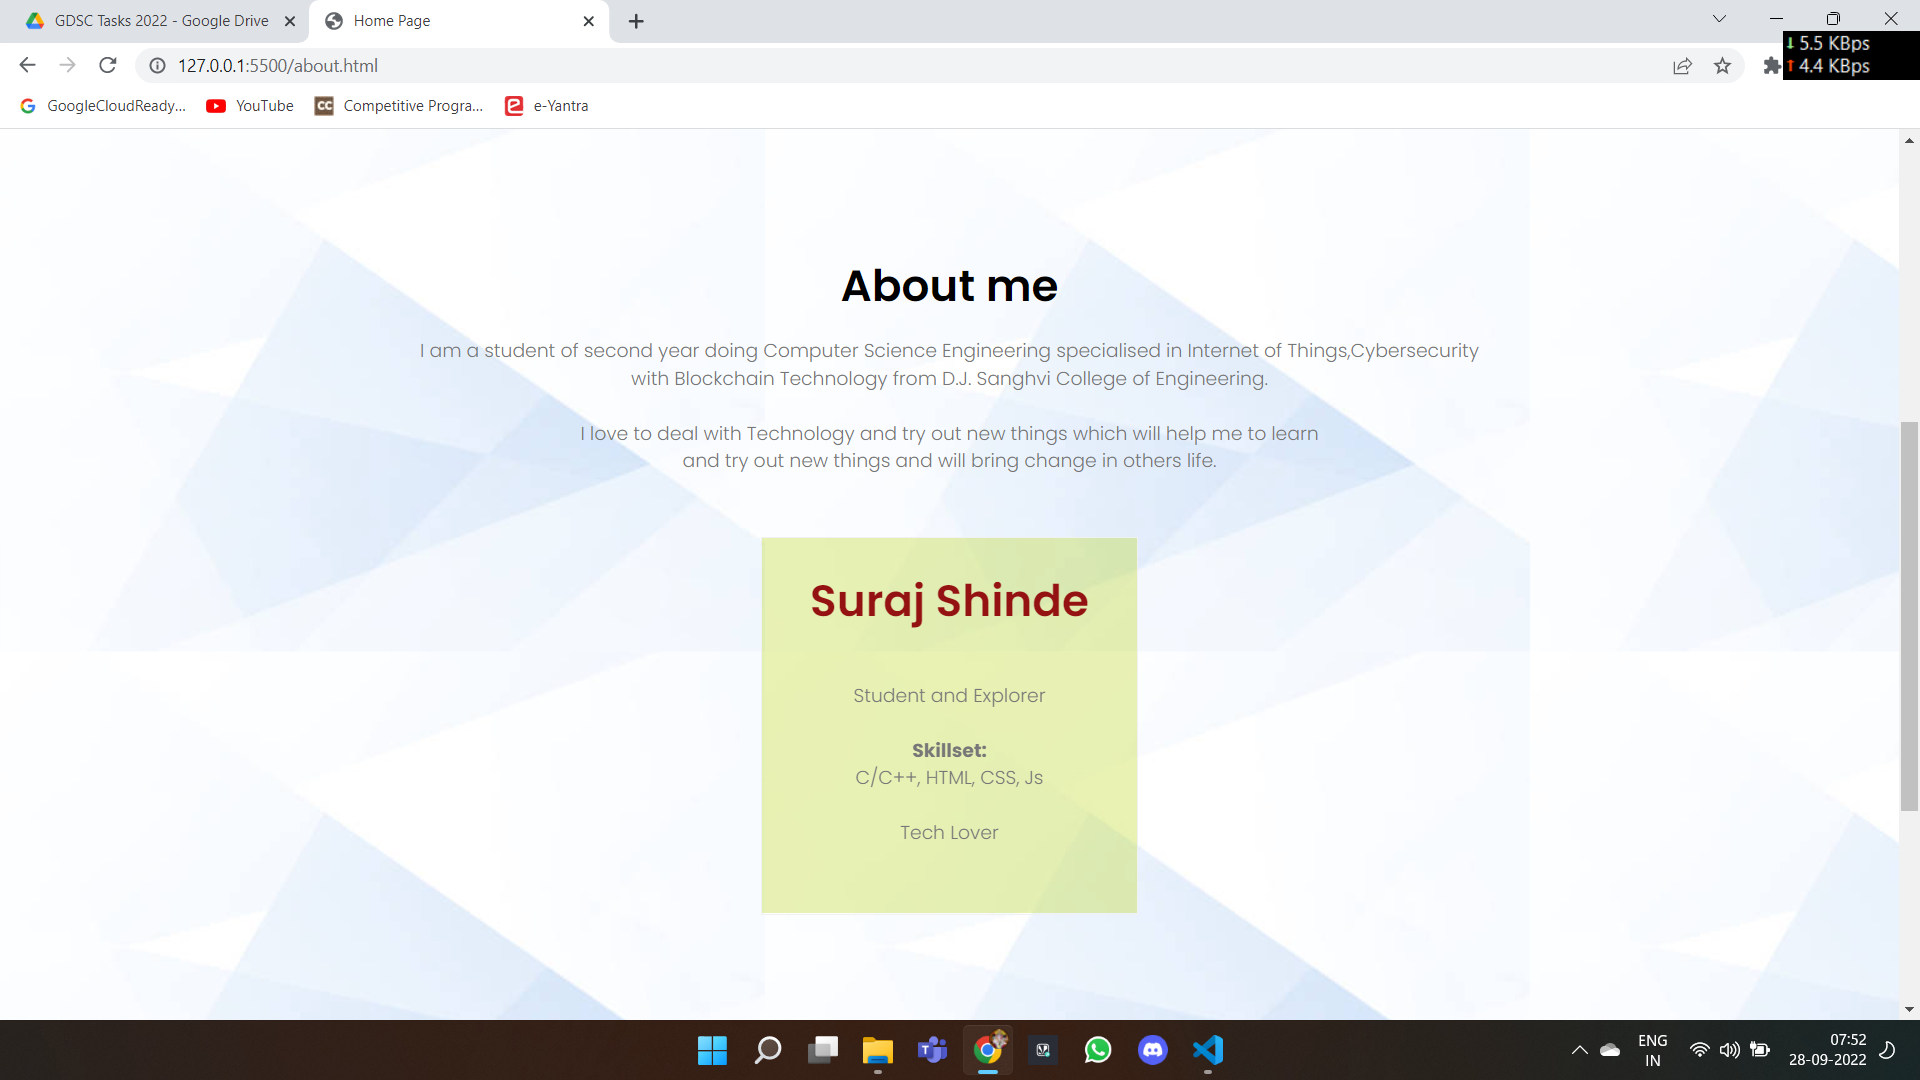 GDSC Tasks 2022 - Google Drive
Home Page
127.0.0.1:5500/about.html
5.5 KBps
4.4 KBps
GoogleCloudReady...
YouTube
CC Competitive Progra...
e-Yantra
About me
I am a student of second year doing Computer Science Engineering specialised in Internet of Things,Cybersecurity
with Blockchain Technology from D.J. Sanghvi College of Engineering.
I love to deal with Technology and try out new things which will help me to learn
and try out new things and will bring change in others life.
Suraj Shinde
Student and Explorer
Skillset:
C/C++, HTML, CSS, Js
Tech Lover
ENG
IN
07:52
28-09-2022